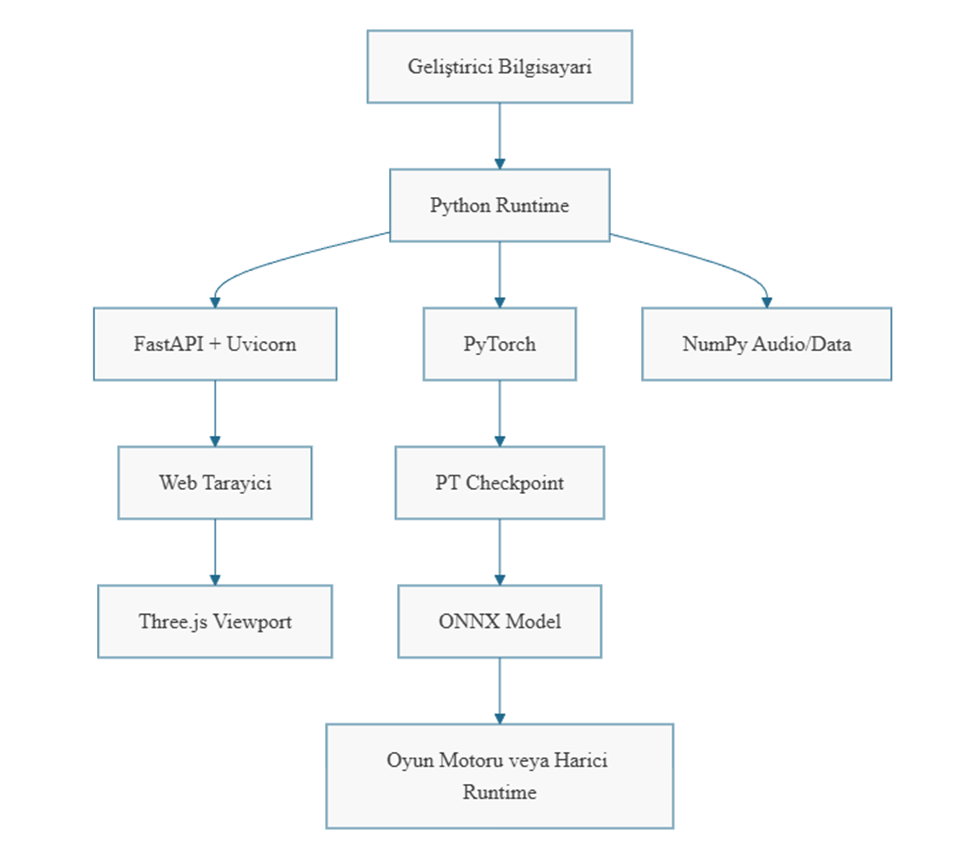 Geliştirici Bilgisayari
Python Runtime
FastAPI + Uvicorn
PyTorch
NumPy Audio/Data
Web Tarayici
PT Checkpoint
Three.js Viewport
ONNX Model
Oyun Motoru veya Harici
Runtime